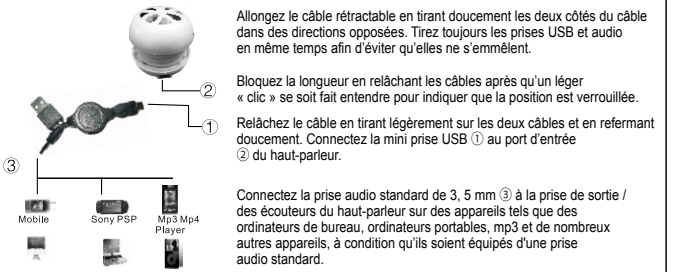 Allongez le câble rétractable en tirant doucement les deux côtés du câble
dans des directions opposées. Tirez toujours les prises USB et audio
en même temps afin d'éviter qu'elles ne s'emmêlent.
Bloquez la longueur en relâchant les câbles après qu'un léger
« clic » se soit fait entendre pour indiquer que la position est verrouillée.
Relâchez le câble en tirant légèrement sur les deux câbles et en refermant
doucement. Connectez la mini prise USB ① au port d'entrée
② du haut-parleur.
Connectez la prise audio standard de 3, 5 mm ③ à la prise de sortie /
des écouteurs du haut-parleur sur des appareils tels que des
ordinateurs de bureau, ordinateurs portables, mp3 et de nombreux
autres appareils, à condition qu'ils soient équipés d'une prise
audio standard.
②
①
③
Mobile
Sony PSP
Mp3 Mp4
Player